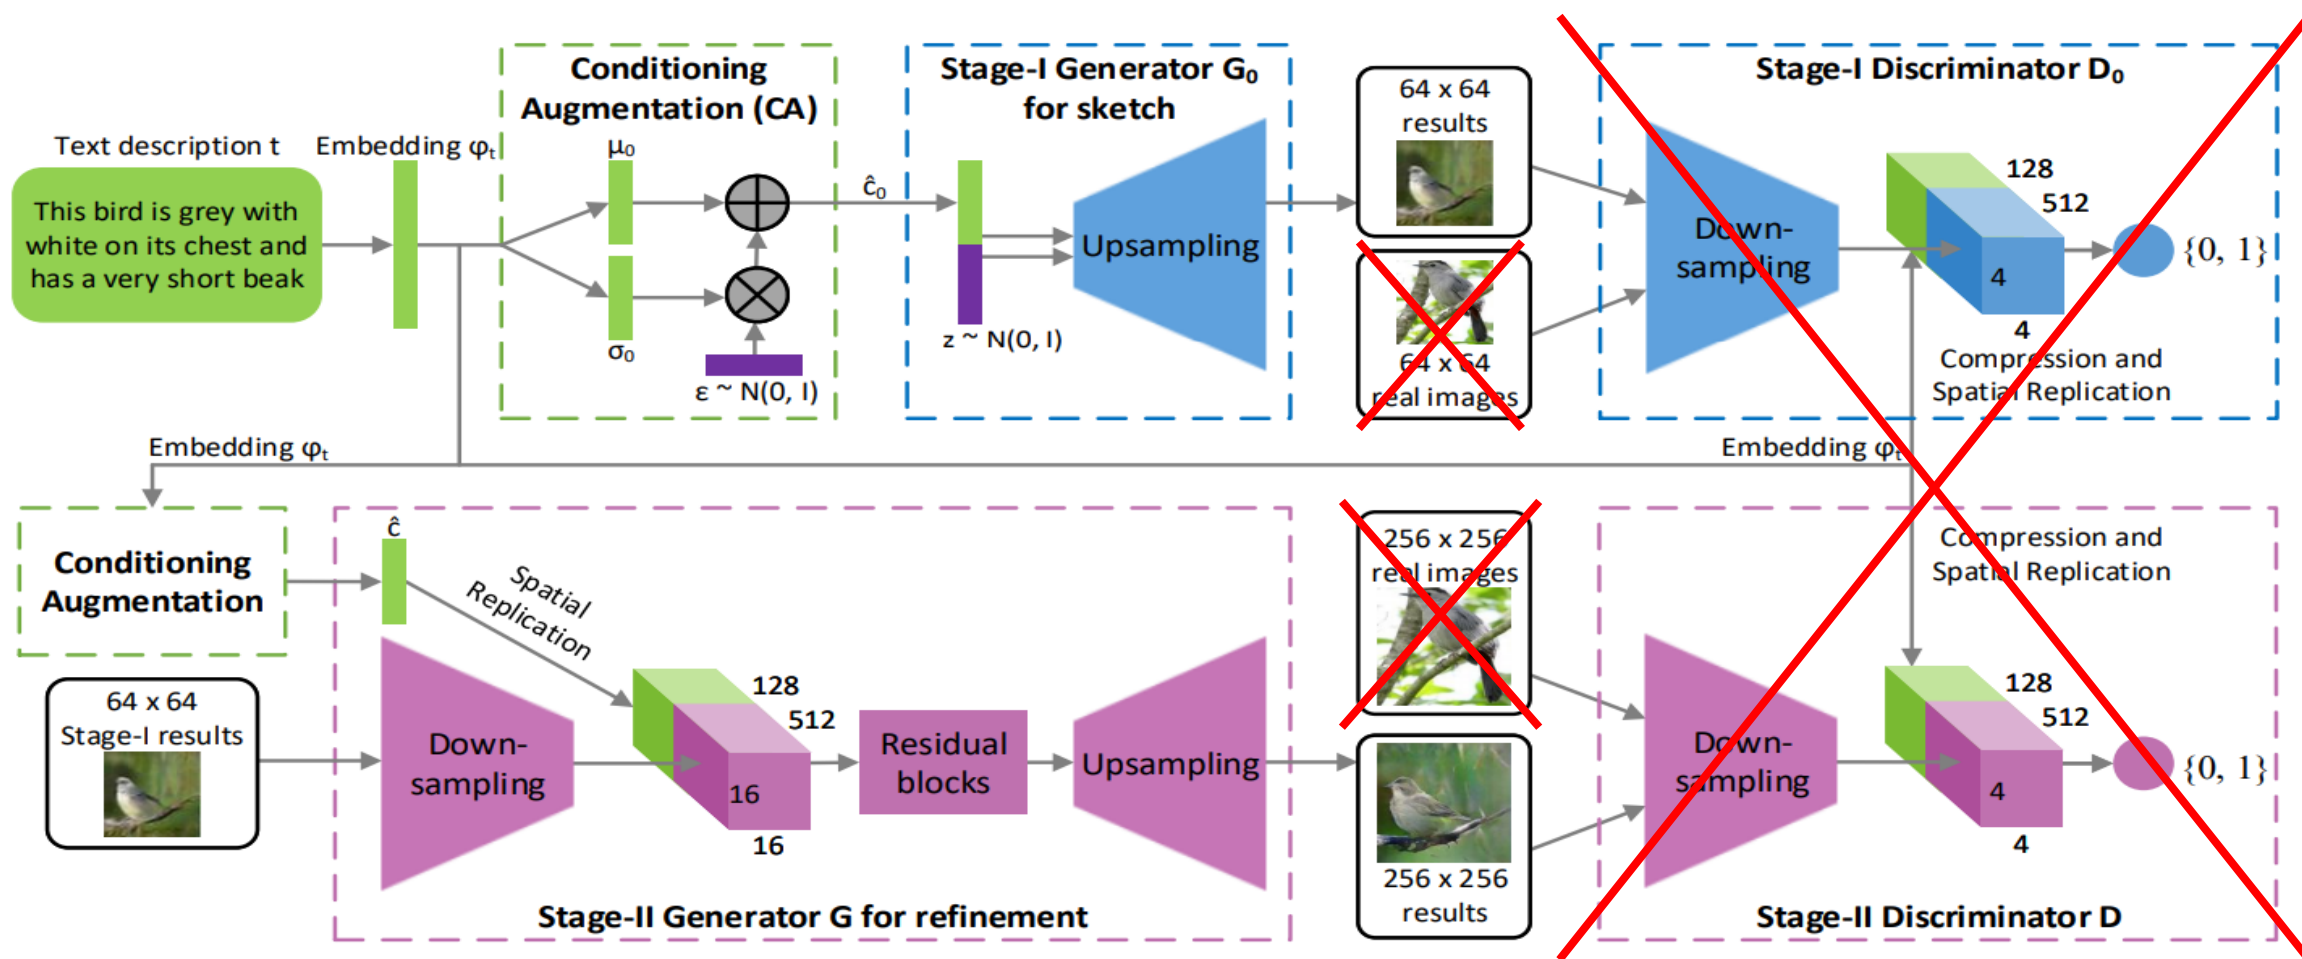 Conditioning
Augmentation (CA)
Stage-I Generator G₀
for sketch
64 x 64
results
Stage-I Discriminator D₀
Text description t
Embedding φₜ
μ₀
This bird is grey with
white on its chest and
has a very short beak
σ₀
ε ~ N(0, I)
ĉ₀
z ~ N(0, I)
Upsampling
64 x 64
real images
Down-
sampling
128
512
4
4
{0, 1}
Compression and
Spatial Replication
Embedding φₜ
Embedding φₜ
Conditioning
Augmentation
ĉ
Spatial
Replication
64 x 64
Stage-I results
Down-
sampling
128
512
16
16
Residual
blocks
Upsampling
Stage-II Generator G for refinement
256 x 256
real images
256 x 256
results
Compression and
Spatial Replication
Down-
sampling
128
512
4
4
{0, 1}
Stage-II Discriminator D